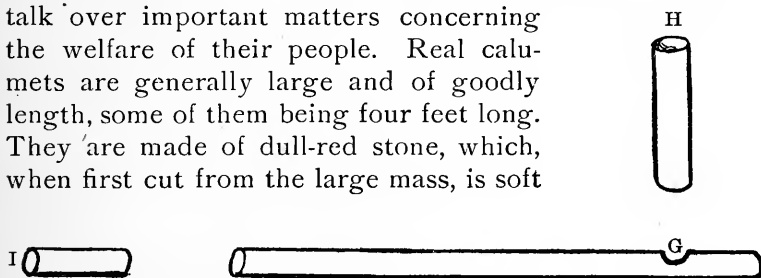 talk over important matters concerning
the welfare of their people. Real calu-
mets are generally large and of goodly
length, some of them being four feet long.
They are made of dull-red stone, which,
when first cut from the large mass, is soft
H
I
G